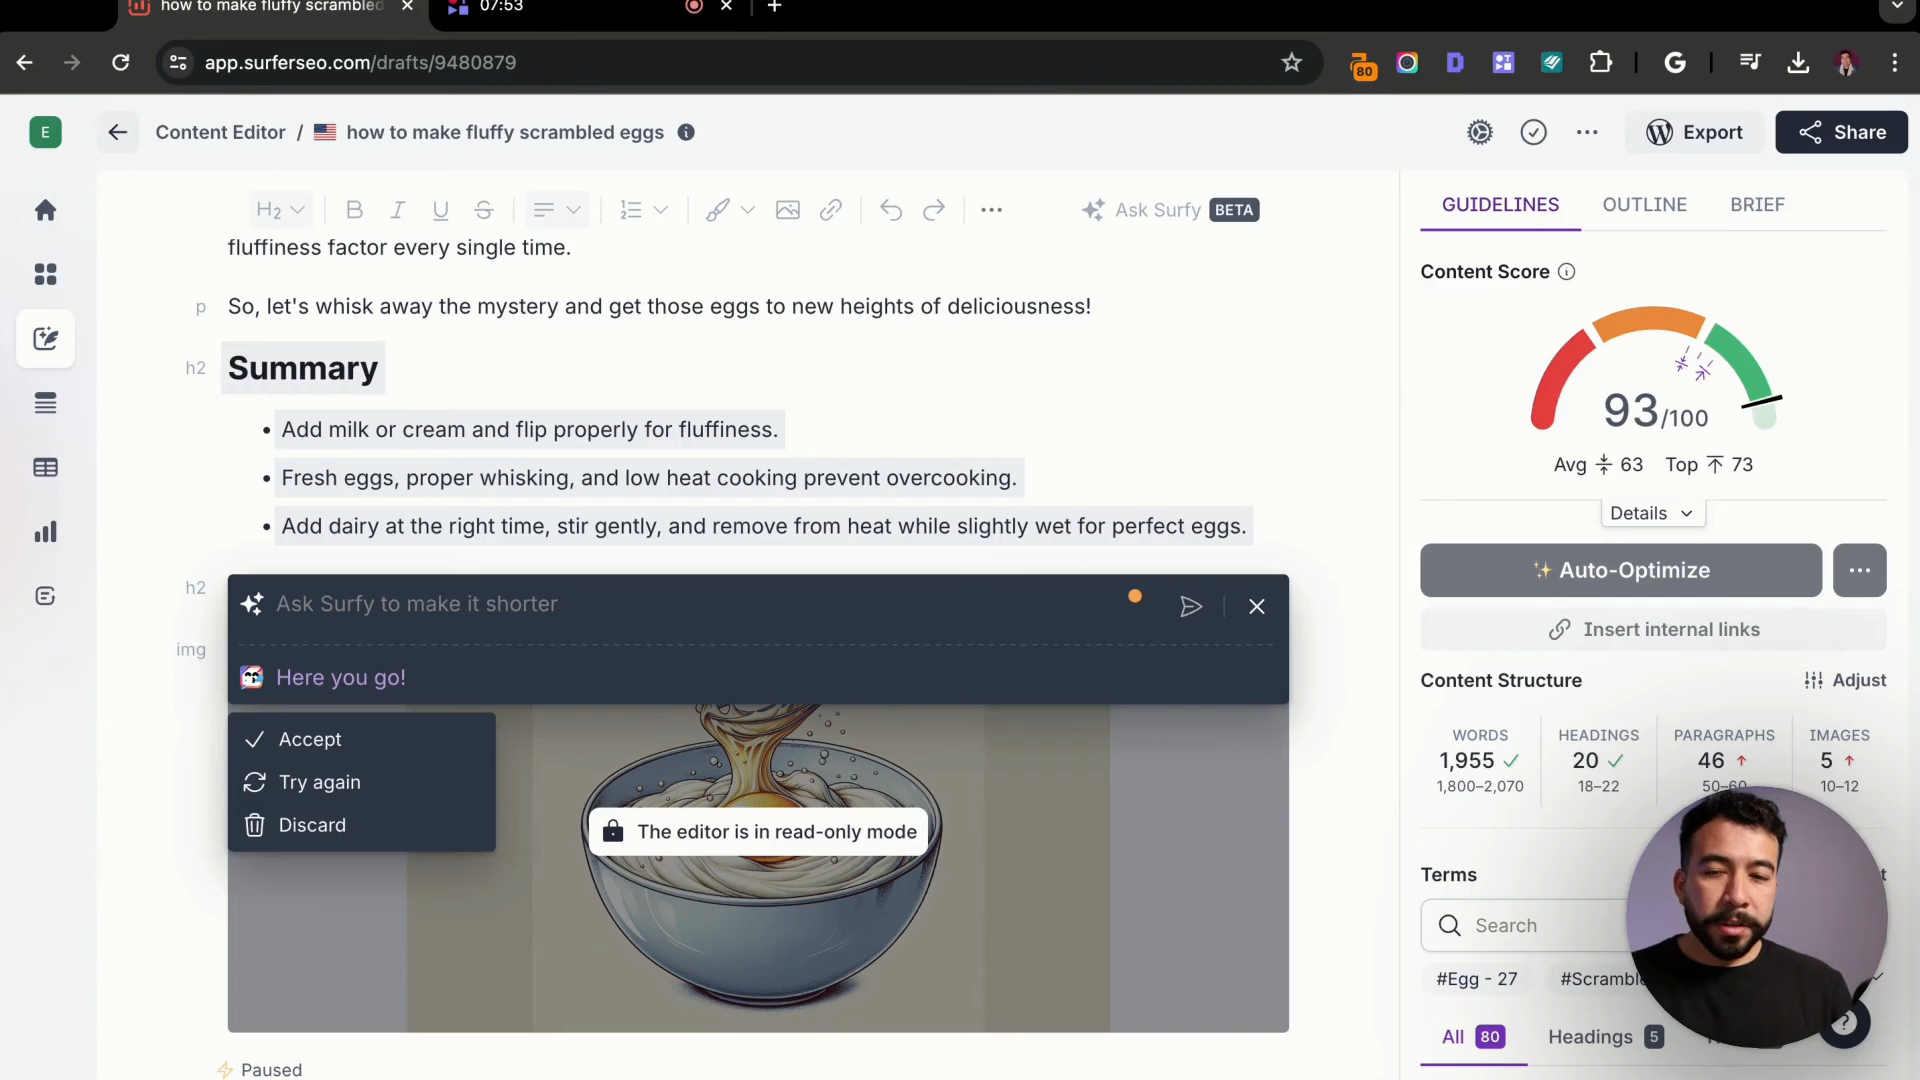 how to make fluffy scrambled
07:53
app.surferseo.com/drafts/9480879
80
E
Content Editor / how to make fluffy scrambled eggs
Export
Share
H2
B I U S
Ask Surfy BETA
fluffiness factor every single time.
p So, let's whisk away the mystery and get those eggs to new heights of deliciousness!
h2 Summary
• Add milk or cream and flip properly for fluffiness.
• Fresh eggs, proper whisking, and low heat cooking prevent overcooking.
• Add dairy at the right time, stir gently, and remove from heat while slightly wet for perfect eggs.
h2
Ask Surfy to make it shorter
img
Here you go!
Accept
Try again
Discard
The editor is in read-only mode
Paused
GUIDELINES OUTLINE BRIEF
Content Score
93/100
Avg 63 Top 73
Details
Auto-Optimize
Insert internal links
Content Structure Adjust
WORDS HEADINGS PARAGRAPHS IMAGES
1,955 20 46 5
1,800–2,070 18–22 50–60 10–12
Terms
Search
#Egg - 27 #Scramble
All 80 Headings 5
?